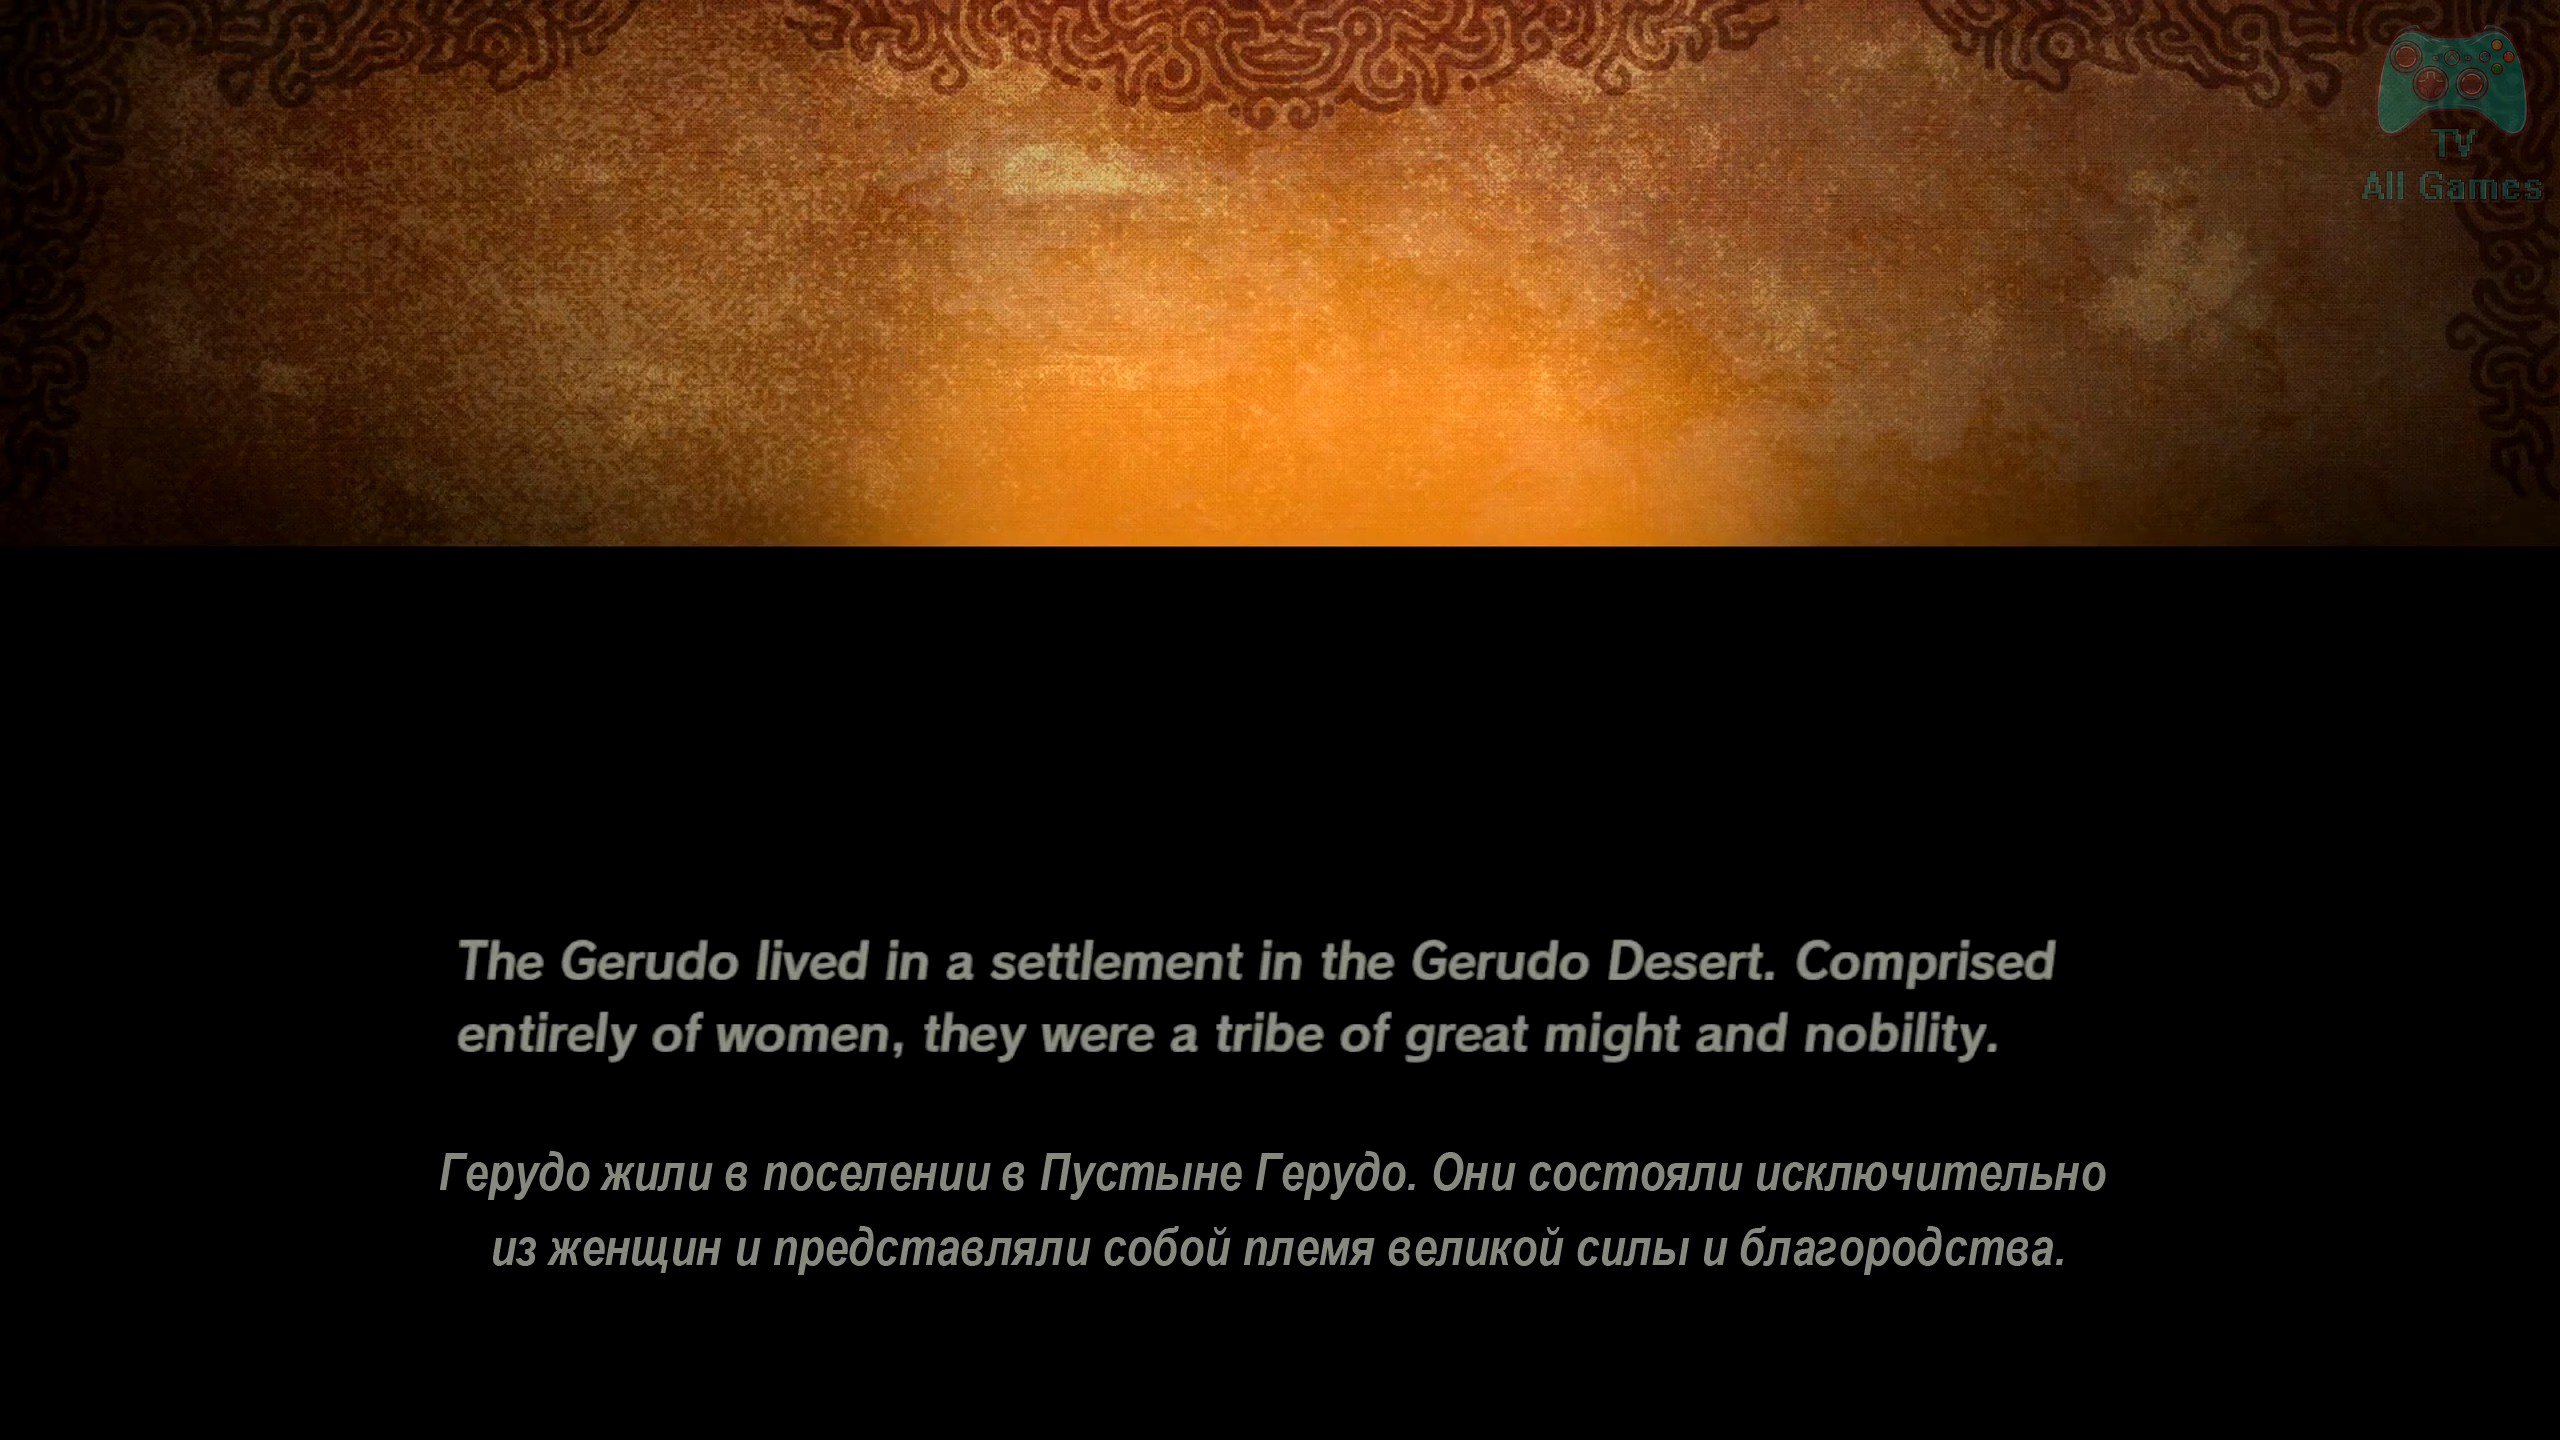 TV
All Games
The Gerudo lived in a settlement in the Gerudo Desert. Comprised
entirely of women, they were a tribe of great might and nobility.
Герудо жили в поселении в Пустыне Герудо. Они состояли исключительно
из женщин и представляли собой племя великой силы и благородства.